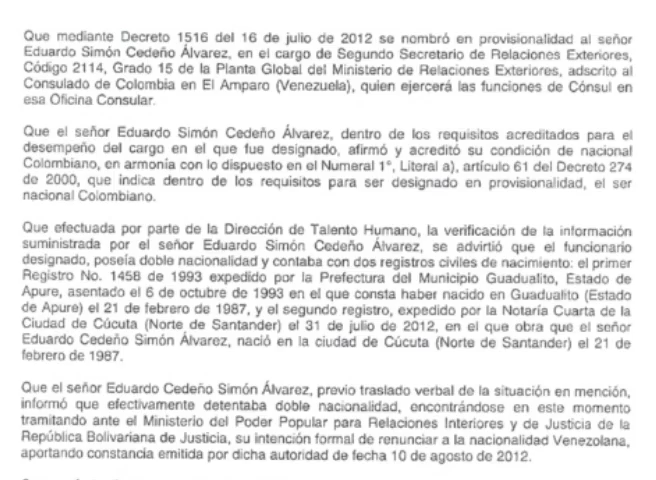 Que mediante Decreto 1516 del 16 de julio de 2012 se nombró en provisionalidad al señor
Eduardo Simón Cedeño Álvarez, en el cargo de Segundo Secretario de Relaciones Exteriores,
Código 2114, Grado 15 de la Planta Global del Ministerio de Relaciones Exteriores, adscrito al
Consulado de Colombia en El Amparo (Venezuela), quien ejercerá las funciones de Cónsul en
esa Oficina Consular.
Que el señor Eduardo Simón Cedeño Álvarez, dentro de los requisitos acreditados para el
desempeño del cargo en el que fue designado, afirmó y acreditó su condición de nacional
Colombiano, en armonía con lo dispuesto en el Numeral 1°, Literal a), artículo 61 del Decreto 274
de 2000, que indica dentro de los requisitos para ser designado en provisionalidad, el ser
nacional Colombiano.
Que efectuada por parte de la Dirección de Talento Humano, la verificación de la información
suministrada por el señor Eduardo Simón Cedeño Álvarez, se advirtió que el funcionario
designado, poseía doble nacionalidad y contaba con dos registros civiles de nacimiento: el primer
Registro No. 1458 de 1993 expedido por la Prefectura del Municipio Guadualito, Estado de
Apure, asentado el 6 de octubre de 1993 en el que consta haber nacido en Guadualito (Estado
de Apure) el 21 de febrero de 1987, y el segundo registro, expedido por la Notaría Cuarta de la
Ciudad de Cúcuta (Norte de Santander) el 31 de julio de 2012, en el que obra que el señor
Eduardo Cedeño Simón Álvarez, nació en la ciudad de Cúcuta (Norte de Santander) el 21 de
febrero de 1987.
Que el señor Eduardo Cedeño Simón Álvarez, previo traslado verbal de la situación en mención,
informó que efectivamente detentaba doble nacionalidad, encontrándose en este momento
tramitando ante el Ministerio del Poder Popular para Relaciones Interiores y de Justicia de la
República Bolivariana de Justicia, su intención formal de renunciar a la nacionalidad Venezolana,
aportando constancia emitida por dicha autoridad de fecha 10 de agosto de 2012.